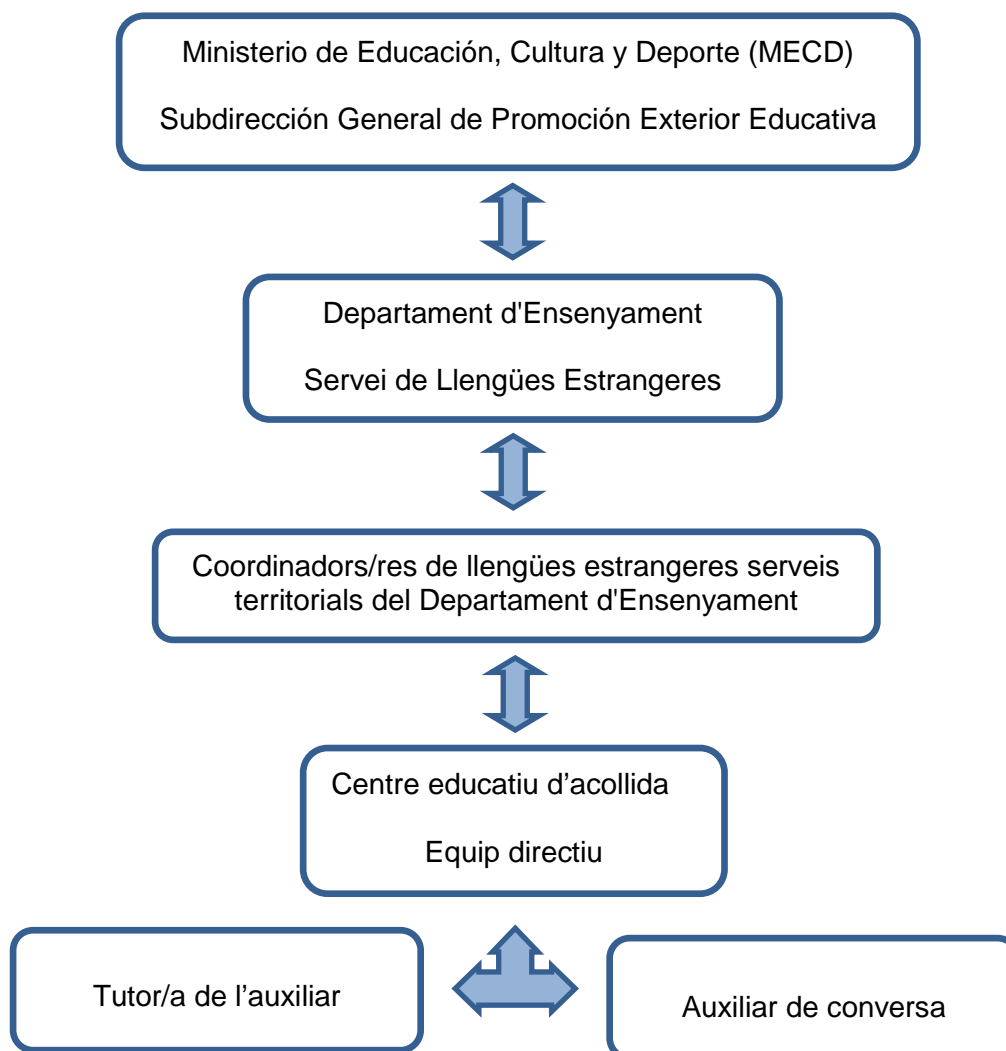 Ministerio de Educación, Cultura y Deporte (MECD)
Subdirección General de Promoción Exterior Educativa
Departament d'Ensenyament
Servei de Llengües Estrangeres
Coordinadors/res de llengües estrangeres serveis
territorials del Departament d'Ensenyament
Centre educatiu d’acollida
Equip directiu
Tutor/a de l’auxiliar
Auxiliar de conversa